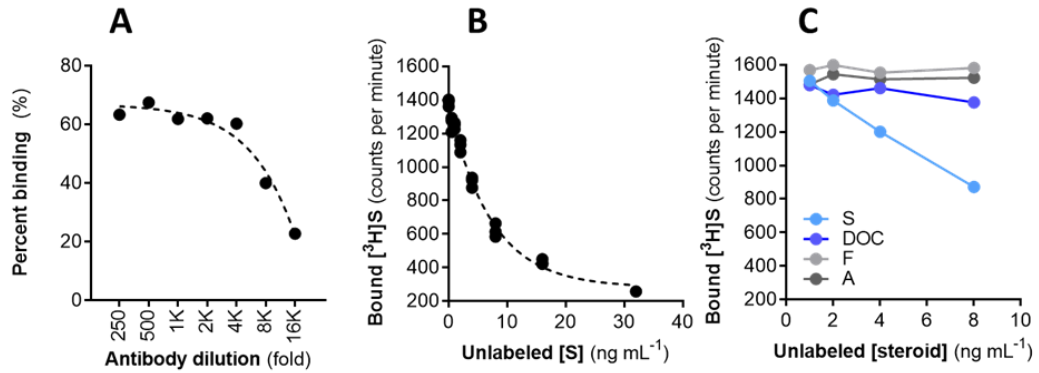 A
Percent binding (%)
80
60
40
20
0
250
500
1K
2K
4K
8K
16K
Antibody dilution (fold)
B
Bound [³H]S (counts per minute)
1600
1400
1200
1000
800
600
400
200
0
10
20
30
40
Unlabeled [S] (ng mL⁻¹)
C
Bound [³H]S (counts per minute)
1600
1400
1200
1000
800
600
400
200
S
DOC
F
A
0
2
4
6
8
10
Unlabeled [steroid] (ng mL⁻¹)